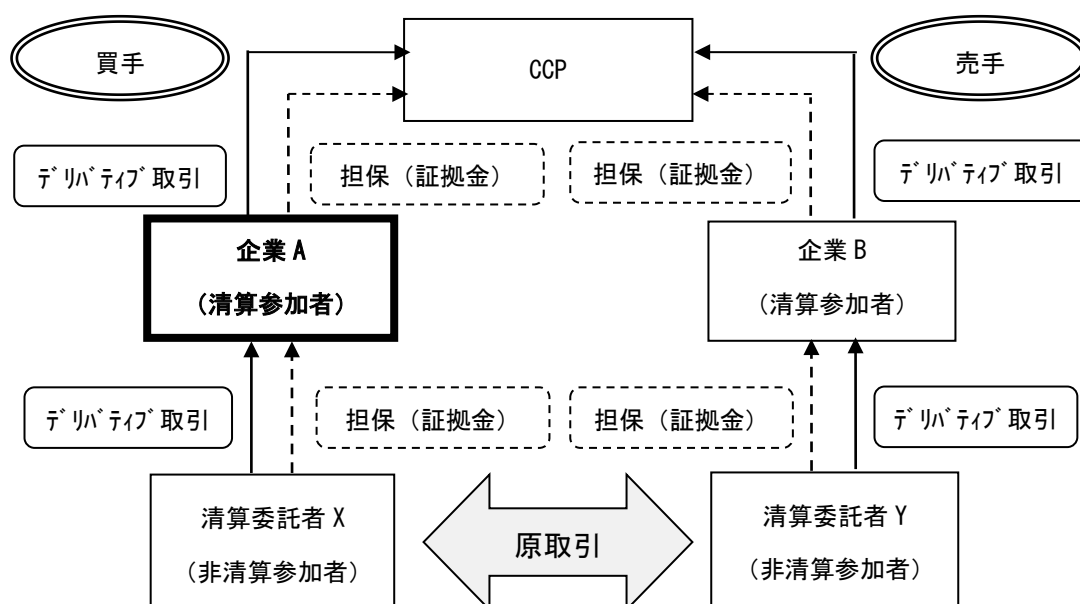 買手
CCP
売手
デリバティブ取引
担保（証拠金）
担保（証拠金）
デリバティブ取引
企業A
（清算参加者）
企業B
（清算参加者）
デリバティブ取引
担保（証拠金）
担保（証拠金）
デリバティブ取引
清算委託者X
（非清算参加者）
原取引
清算委託者Y
（非清算参加者）